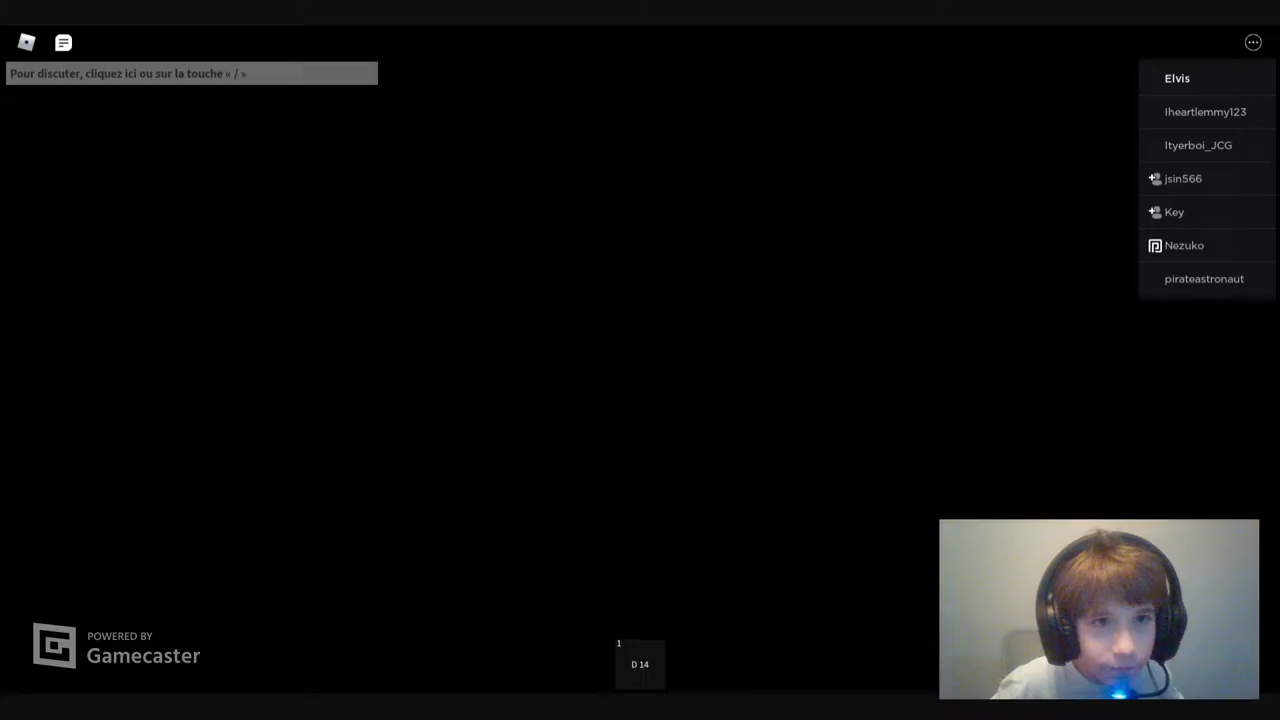 Pour discuter, cliquez ici ou sur la touche « / »
Elvis
Iheartlemmy123
Ityerboi_JCG
jsin566
Key
Nezuko
pirateastronaut
POWERED BY
Gamecaster
1
D 14